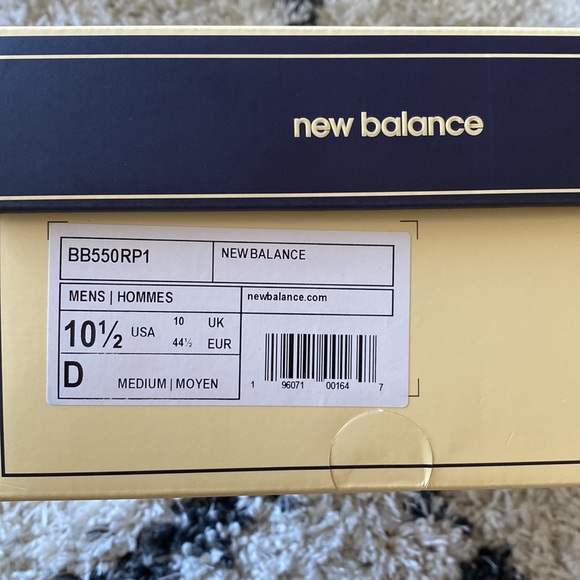 new balance
BB550RP1 NEW BALANCE
MENS | HOMMES newbalance.com
10½ USA 10 UK
44½ EUR
D MEDIUM | MOYEN
1 96071 00164 7